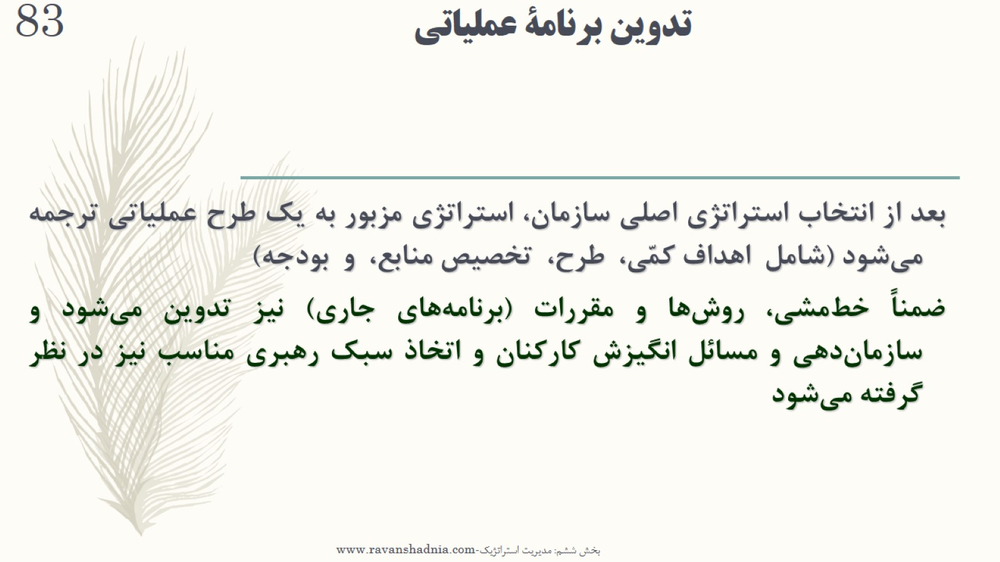 83
تدوین برنامهٔ عملیاتی
بعد از انتخاب استراتژی اصلی سازمان، استراتژی مزبور به یک طرح عملیاتی ترجمه
می‌شود (شامل اهداف کمّی، طرح، تخصیص منابع، و بودجه)
ضمناً خط‌مشی، روش‌ها و مقررات (برنامه‌های جاری) نیز تدوین می‌شود و
سازمان‌دهی و مسائل انگیزش کارکنان و اتخاذ سبک رهبری مناسب نیز در نظر
گرفته می‌شود
بخش ششم: مدیریت استراتژیک-www.ravanshadnia.com